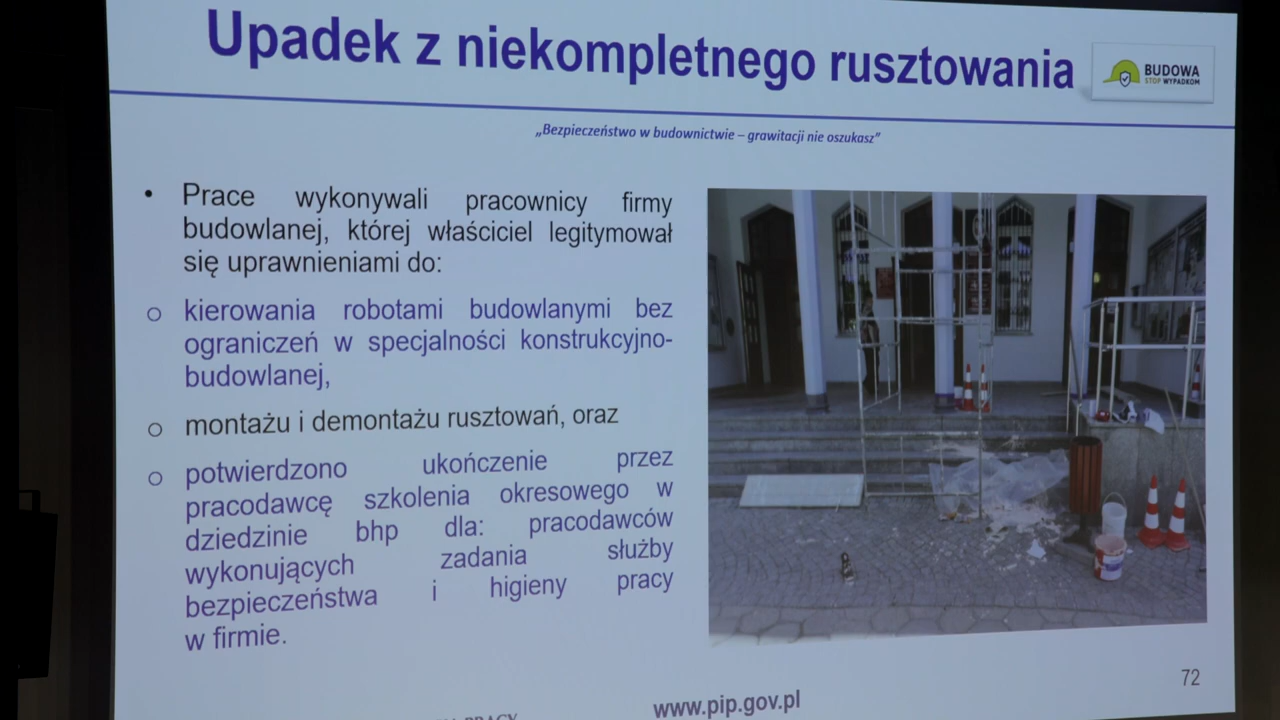 Upadek z niekompletnego rusztowania
BUDOWA
STOP WYPADKOM
„Bezpieczeństwo w budownictwie – grawitacji nie oszukasz”
• Prace wykonywali pracownicy firmy
budowlanej, której właściciel legitymował
się uprawnieniami do:
o kierowania robotami budowlanymi bez
ograniczeń w specjalności konstrukcyjno-
budowlanej,
o montażu i demontażu rusztowań, oraz
o potwierdzono ukończenie przez
pracodawcę szkolenia okresowego w
dziedzinie bhp dla: pracodawców
wykonujących zadania służby
bezpieczeństwa i higieny pracy
w firmie.
72
PRACY
www.pip.gov.pl